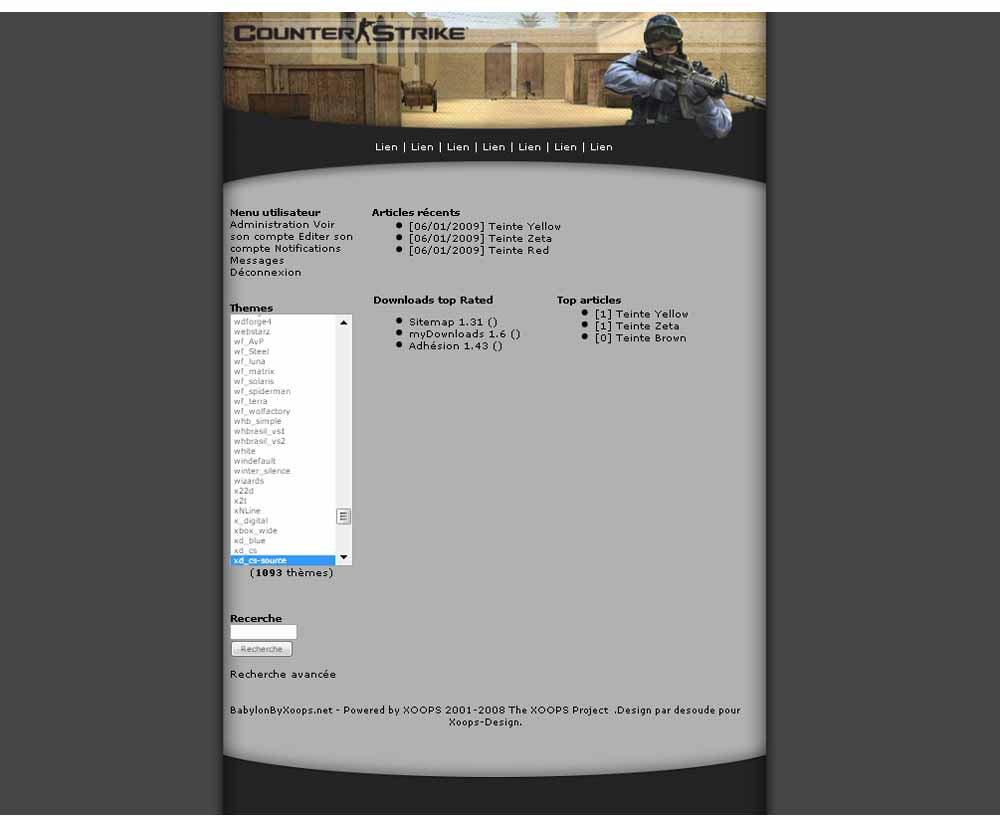 COUNTER STRIKE
Lien | Lien | Lien | Lien | Lien | Lien | Lien
Menu utilisateur
Administration Voir
son compte Editer son
compte Notifications
Messages
Déconnexion
Articles récents
[06/01/2009] Teinte Yellow
[06/01/2009] Teinte Zeta
[06/01/2009] Teinte Red
Themes
wdforge4
webstarz
wf_AvP
wf_Steel
wf_luna
wf_matrix
wf_solaris
wf_spiderman
wf_terra
wf_wolfactory
whb_simple
whbrasil_vs1
whbrasil_vs2
white
windefault
winter_silence
wizards
x22d
x2t
xNLine
x_digital
xbox_wide
xd_blue
xd_cs
xd_cs-source
(1093 thèmes)
Downloads top Rated
Sitemap 1.31 ()
myDownloads 1.6 ()
Adhésion 1.43 ()
Top articles
[1] Teinte Yellow
[1] Teinte Zeta
[0] Teinte Brown
Recerche
Recherche
Recherche avancée
BabylonByXoops.net - Powered by XOOPS 2001-2008 The XOOPS Project .Design par desoude pour
Xoops-Design.